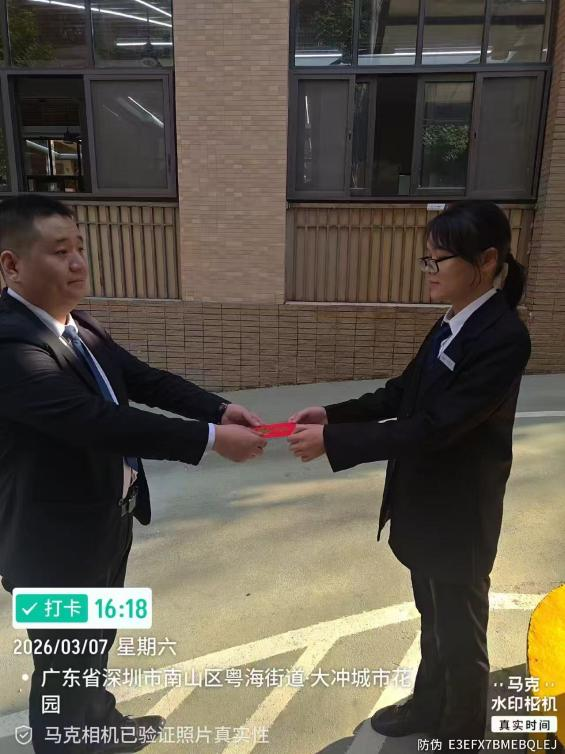 打卡 16:18
2026/03/07 星期六
广东省深圳市南山区粤海街道·大冲城市花
园
马克相机已验证照片真实性
马克
水印相机
真实时间
防伪 E3EFX7BMEBQLEJ